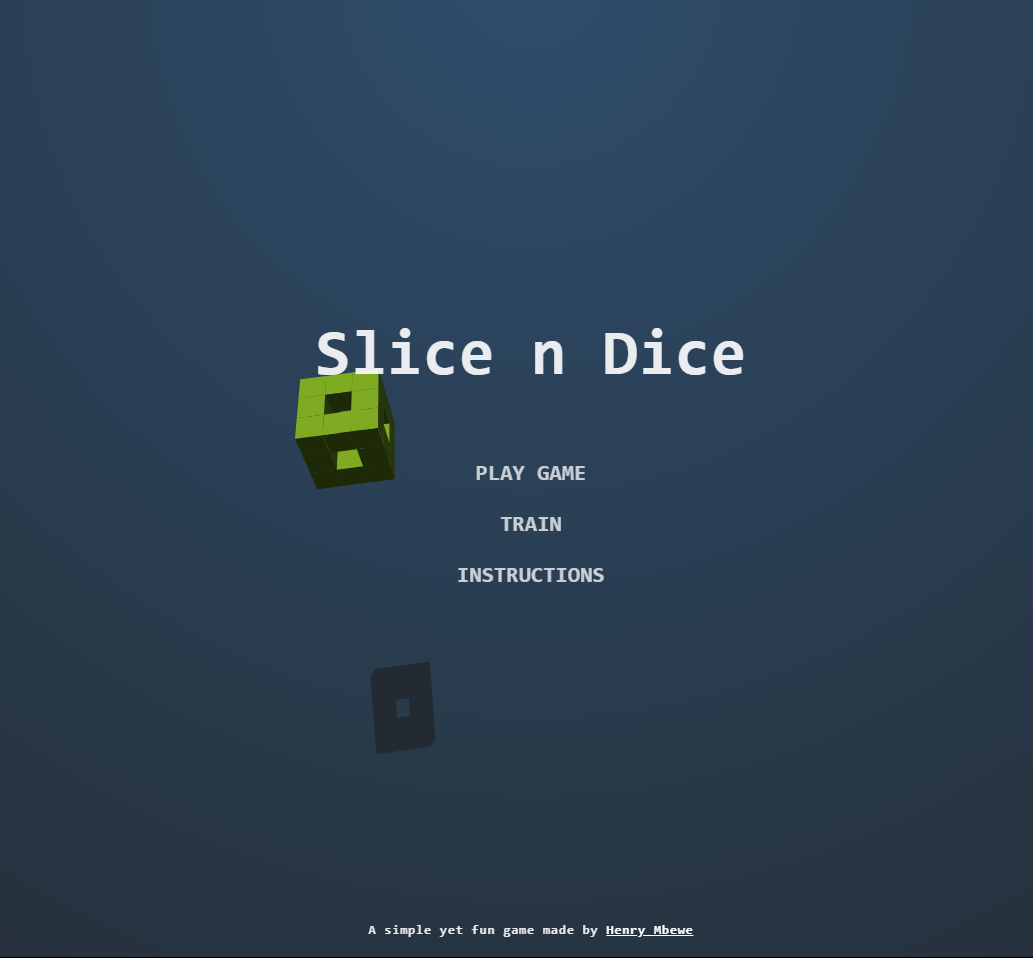 Slice n Dice
PLAY GAME
TRAIN
INSTRUCTIONS
A simple yet fun game made by Henry Mbewe